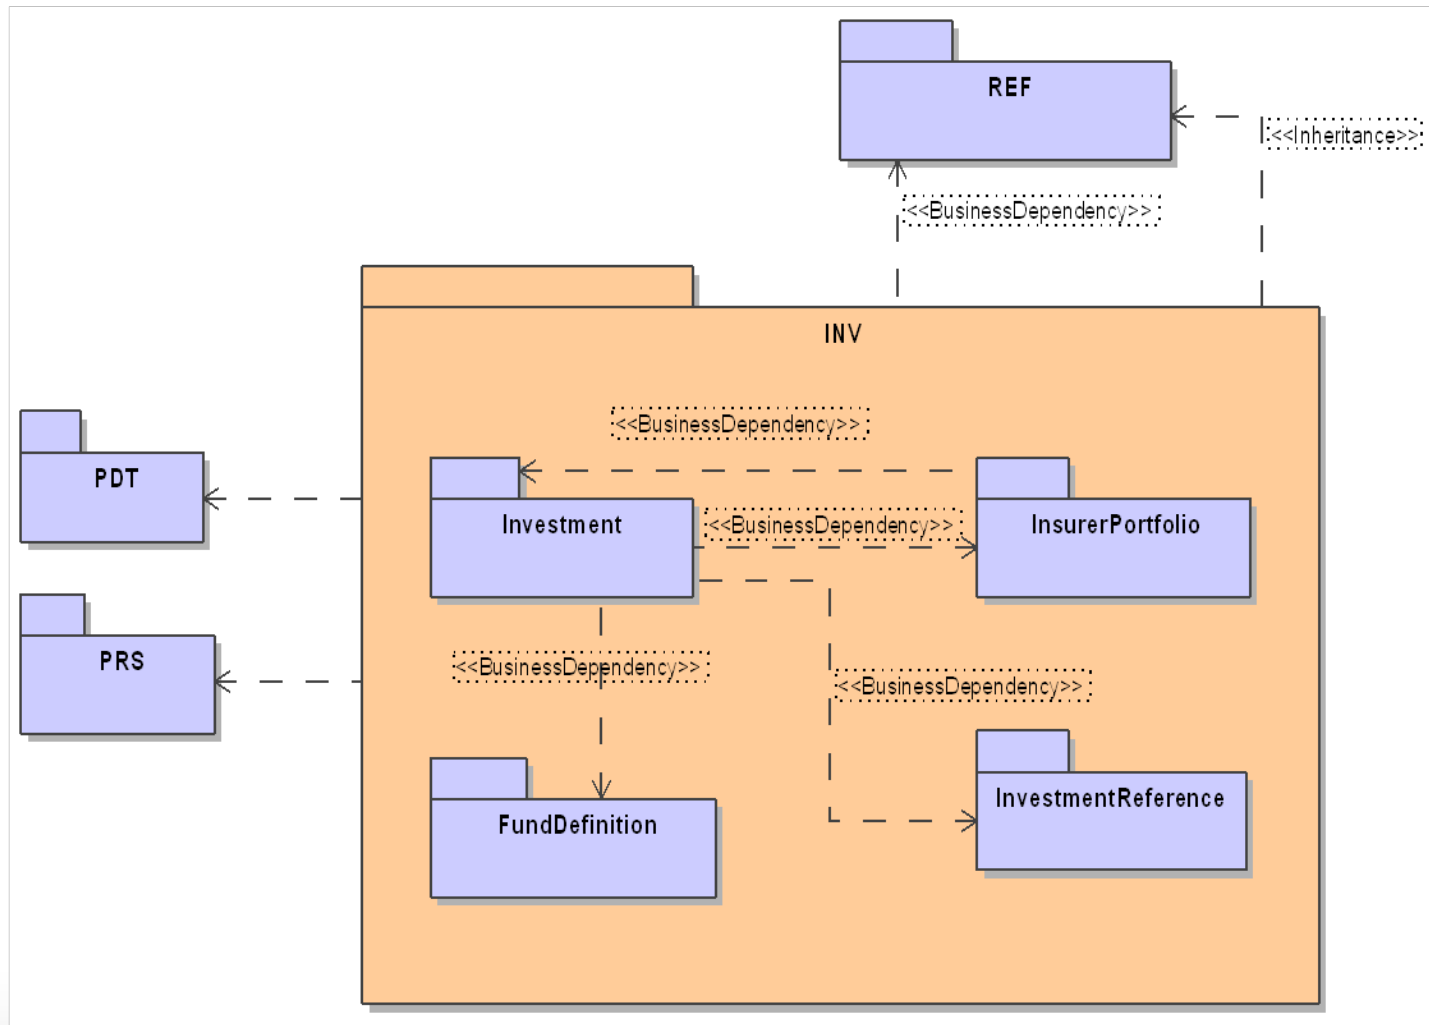 REF
<<Inheritance>>
<<BusinessDependency>>
INV
<<BusinessDependency>>
PDT
Investment
<<BusinessDependency>>
InsurerPortfolio
PRS
<<BusinessDependency>>
<<BusinessDependency>>
InvestmentReference
FundDefinition